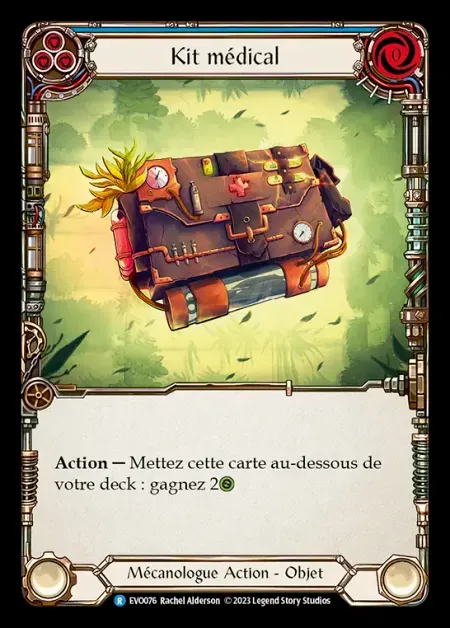 Kit médical
0
Action — Mettez cette carte au-dessous de
votre deck : gagnez 2
Mécanologue Action - Objet
R EVO076 Rachel Alderson © 2023 Legend Story Studios